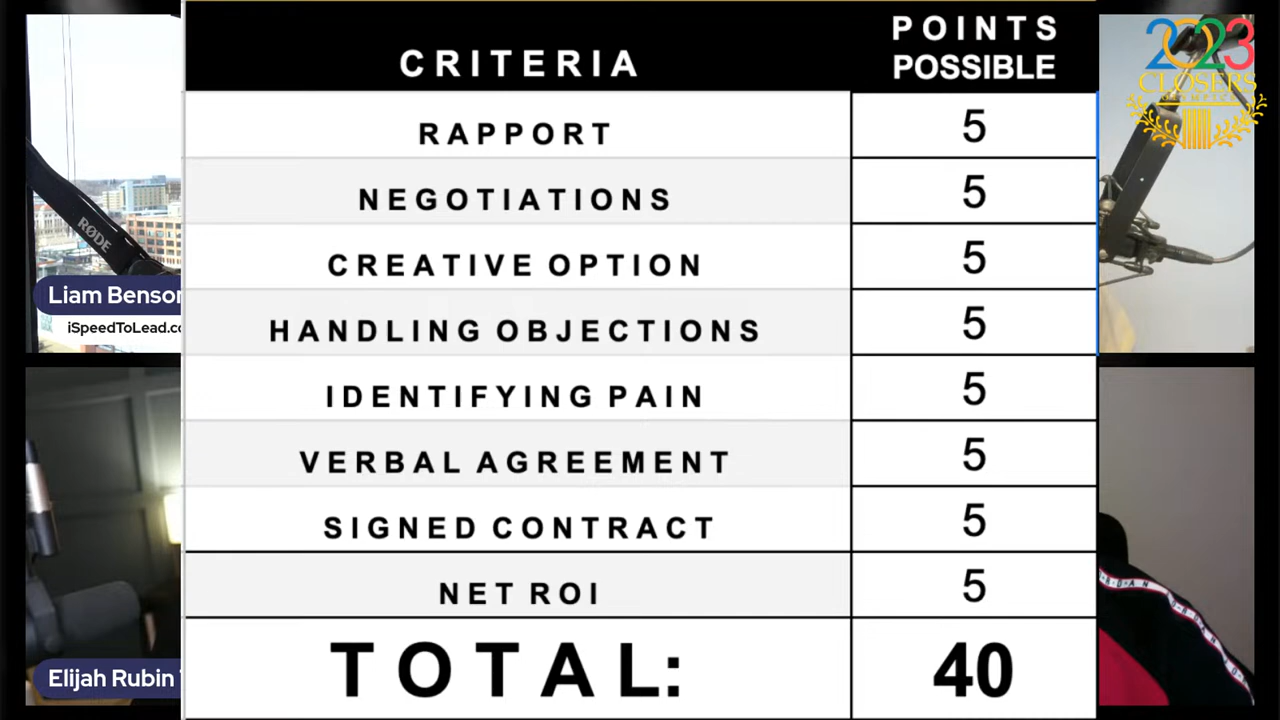 CRITERIA
POINTS
POSSIBLE
RAPPORT
5
NEGOTIATIONS
5
CREATIVE OPTION
5
HANDLING OBJECTIONS
5
IDENTIFYING PAIN
5
VERBAL AGREEMENT
5
SIGNED CONTRACT
5
NET ROI
5
TOTAL:
40
2023
CLOSERS
RØDE
Liam Benson
iSpeedToLead.co
Elijah Rubin